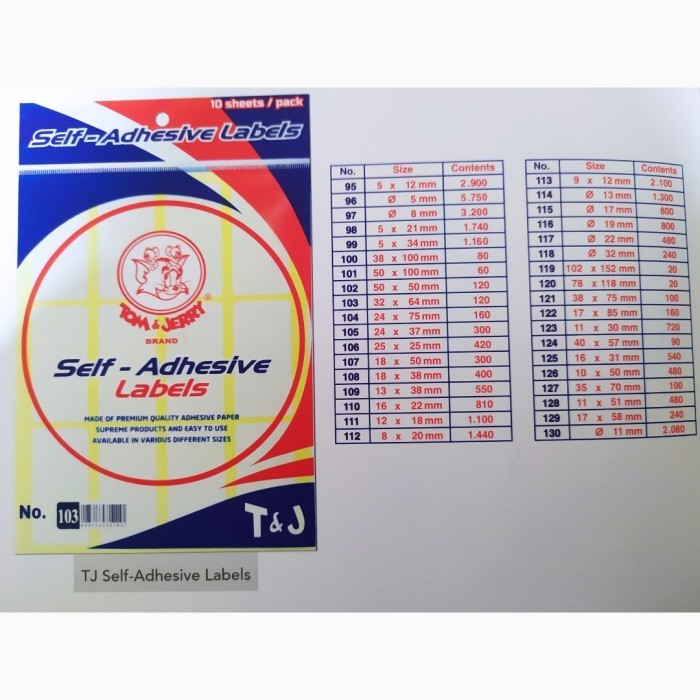 10 sheets / pack
Self - Adhesive Labels
TOM & JERRY®
BRAND
Self - Adhesive
Labels
MADE OF PREMIUM QUALITY ADHESIVE PAPER
SUPREME PRODUCTS AND EASY TO USE
AVAILABLE IN VARIOUS DIFFERENT SIZES
No. 103
T&J
TJ Self-Adhesive Labels
No. Size Contents
95 5 x 12 mm 2.900
96 Ø 5 mm 5.750
97 Ø 8 mm 3.200
98 5 x 21 mm 1.740
99 5 x 34 mm 1.160
100 38 x 100 mm 80
101 50 x 100 mm 60
102 50 x 50 mm 120
103 32 x 64 mm 120
104 24 x 75 mm 160
105 24 x 37 mm 300
106 25 x 25 mm 420
107 18 x 50 mm 300
108 18 x 38 mm 400
109 13 x 38 mm 550
110 16 x 22 mm 810
111 12 x 18 mm 1.100
112 8 x 20 mm 1.440
No. Size Contents
113 9 x 12 mm 2.100
114 Ø 13 mm 1.300
115 Ø 17 mm 800
116 Ø 19 mm 800
117 Ø 22 mm 480
118 Ø 32 mm 240
119 102 x 152 mm 20
120 78 x 118 mm 20
121 38 x 75 mm 100
122 17 x 85 mm 160
123 11 x 30 mm 720
124 40 x 57 mm 90
125 16 x 31 mm 540
126 10 x 50 mm 480
127 35 x 70 mm 100
128 11 x 51 mm 480
129 17 x 58 mm 240
130 Ø 11 mm 2.080